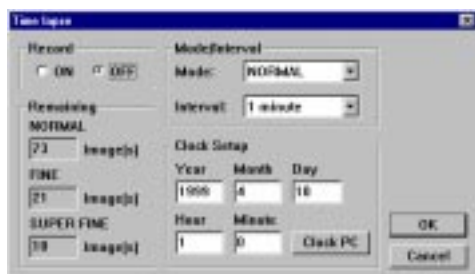 Time lapse
Record
ON OFF
Mode/Interval
Mode: NORMAL
Interval: 1 minute
Remaining
NORMAL
73 Image(s)
FINE
21 Image(s)
SUPER FINE
10 Image(s)
Clock Setup
Year Month Day
1999 4 10
Hour Minute
1 0 Clock PC
OK
Cancel